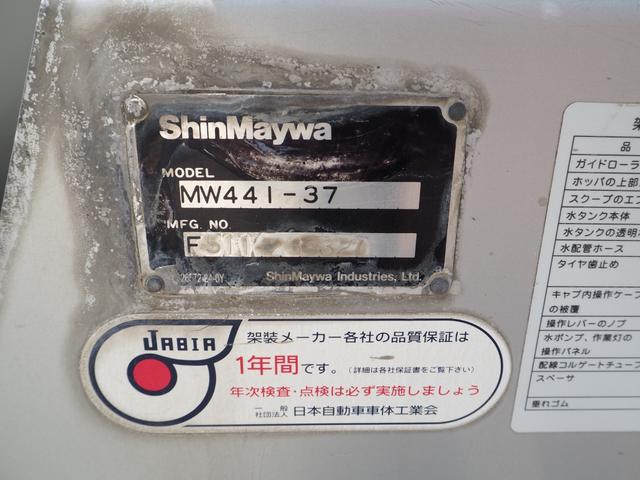 ShinMaywa
MODEL
MW441-37
MFG. NO.
ShinMaywa Industries, Ltd.
JABIA
架装メーカー各社の品質保証は
1年間です。(詳細は各社保証書をご覧下さい)
年次検査・点検は必ず実施しましょう
一般社団法人 日本自動車車体工業会
架
品
ガイドローラ
ホッパの上部
スクープのエプ
水タンク本体
水タンクの透明
水配管ホース
タイヤ歯止め
キャブ内操作ケーブ
の被覆
操作レバーのノブ
水ポンプ、作業灯の
操作パネル
配線コルゲートチューブ
スペーサ
垂れゴム